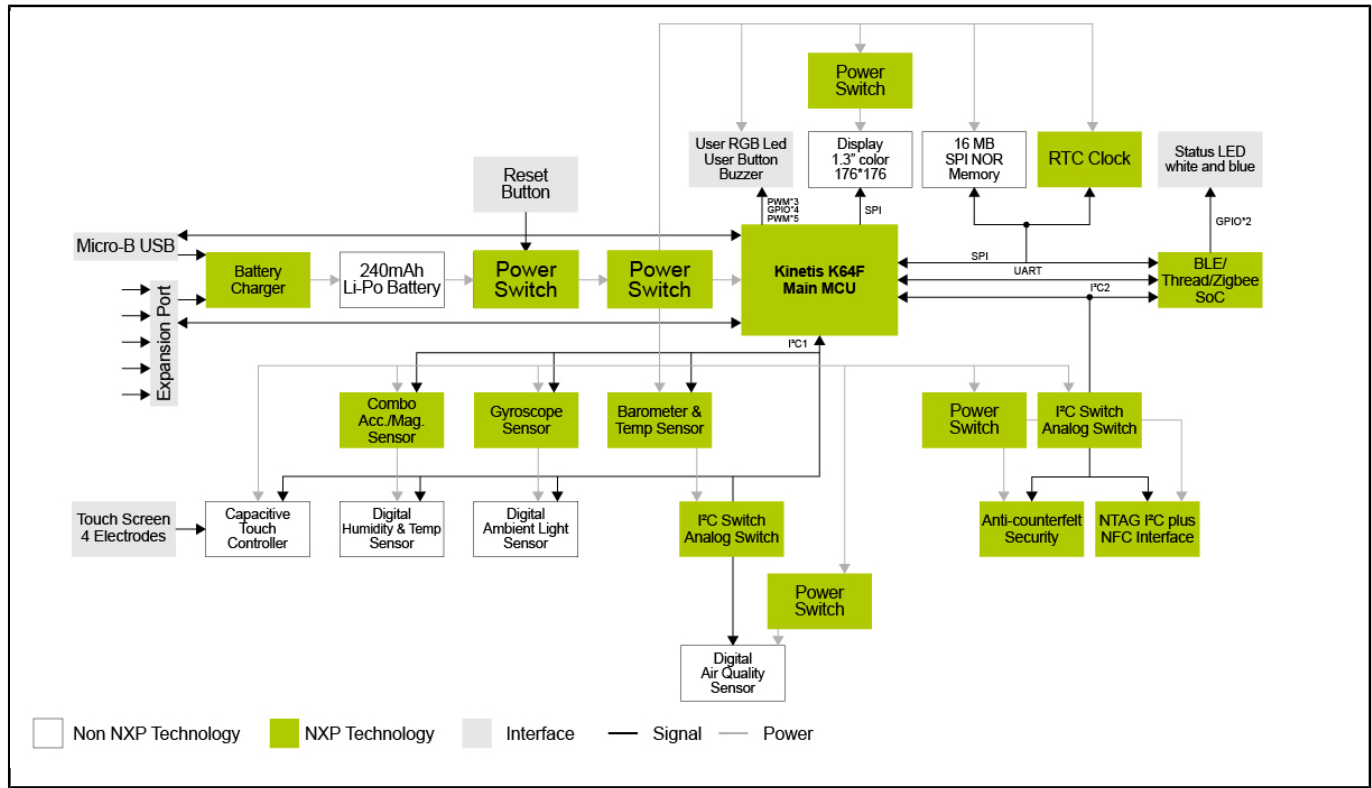 Power
Switch
User RGB Led
User Button
Buzzer
Display
1.3” color
176*176
16 MB
SPI NOR
Memory
RTC Clock
Status LED
white and blue
Reset
Button
PWM*3
GPIO*4
PWM*5
SPI
GPIO*2
Micro-B USB
Battery
Charger
240mAh
Li-Po Battery
Power
Switch
Power
Switch
Kinetis K64F
Main MCU
SPI
UART
I²C2
BLE/
Thread/Zigbee
SoC
Expansion Port
I²C1
Combo
Acc./Mag.
Sensor
Gyroscope
Sensor
Barometer &
Temp Sensor
Power
Switch
I²C Switch
Analog Switch
Touch Screen
4 Electrodes
Capacitive
Touch
Controller
Digital
Humidity & Temp
Sensor
Digital
Ambient Light
Sensor
I²C Switch
Analog Switch
Anti-counterfelt
Security
NTAG I²C plus
NFC Interface
Power
Switch
Digital
Air Quality
Sensor
Non NXP Technology
NXP Technology
Interface
Signal
Power